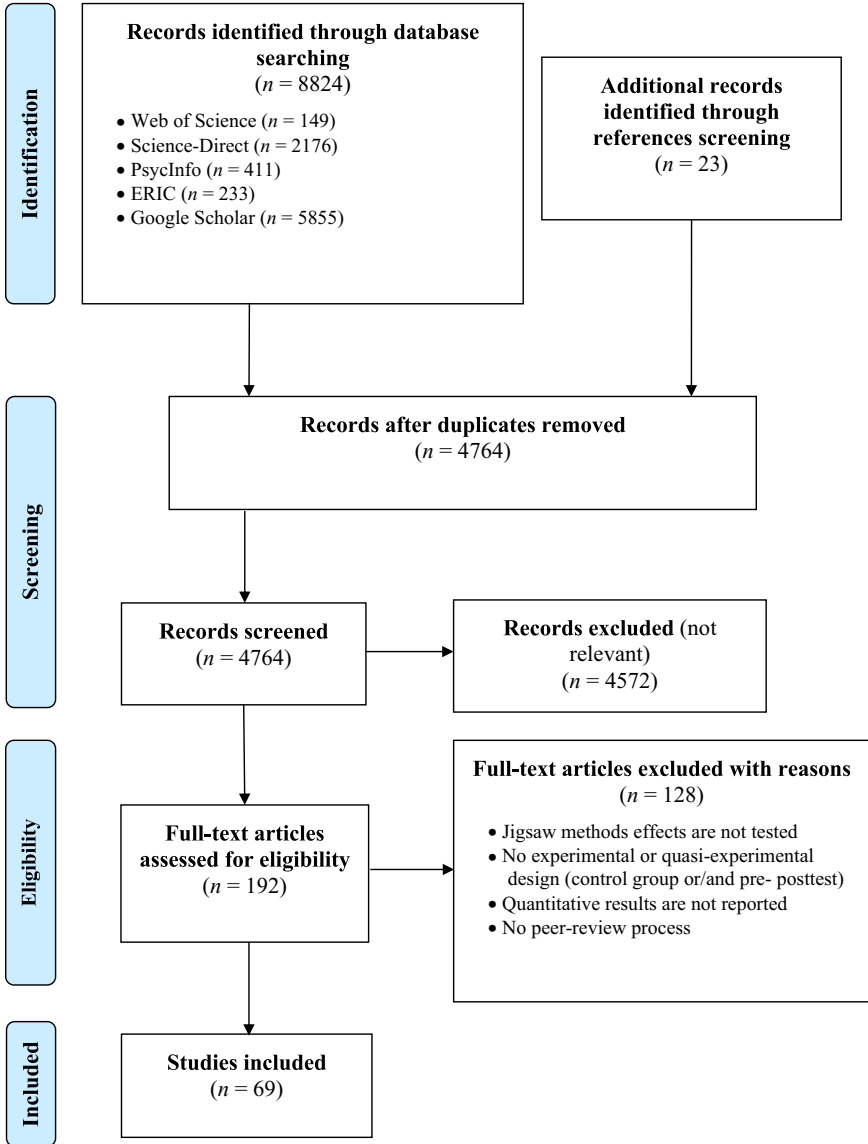 Identification
Records identified through database
searching
(n = 8824)
• Web of Science (n = 149)
• Science-Direct (n = 2176)
• PsycInfo (n = 411)
• ERIC (n = 233)
• Google Scholar (n = 5855)
Additional records
identified through
references screening
(n = 23)
Screening
Records after duplicates removed
(n = 4764)
Records screened
(n = 4764)
Records excluded (not
relevant)
(n = 4572)
Eligibility
Full-text articles
assessed for eligibility
(n = 192)
Full-text articles excluded with reasons
(n = 128)
• Jigsaw methods effects are not tested
• No experimental or quasi-experimental
design (control group or/and pre- posttest)
• Quantitative results are not reported
• No peer-review process
Included
Studies included
(n = 69)